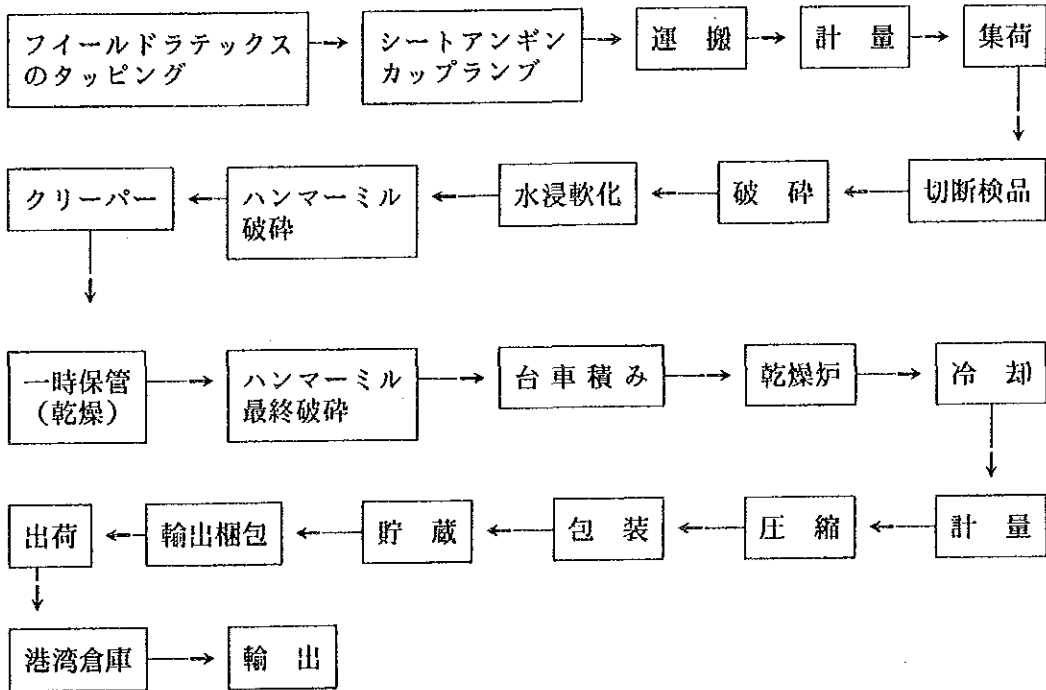 フイールドラテックス
のタッピング
シートアンギン
カップランブ
運搬
計量
集荷
切断検品
破砕
水浸軟化
ハンマーミル
破砕
クリーパー
一時保管
(乾燥)
ハンマーミル
最終破砕
台車積み
乾燥炉
冷却
計量
圧縮
包装
貯蔵
輸出梱包
出荷
港湾倉庫
輸出